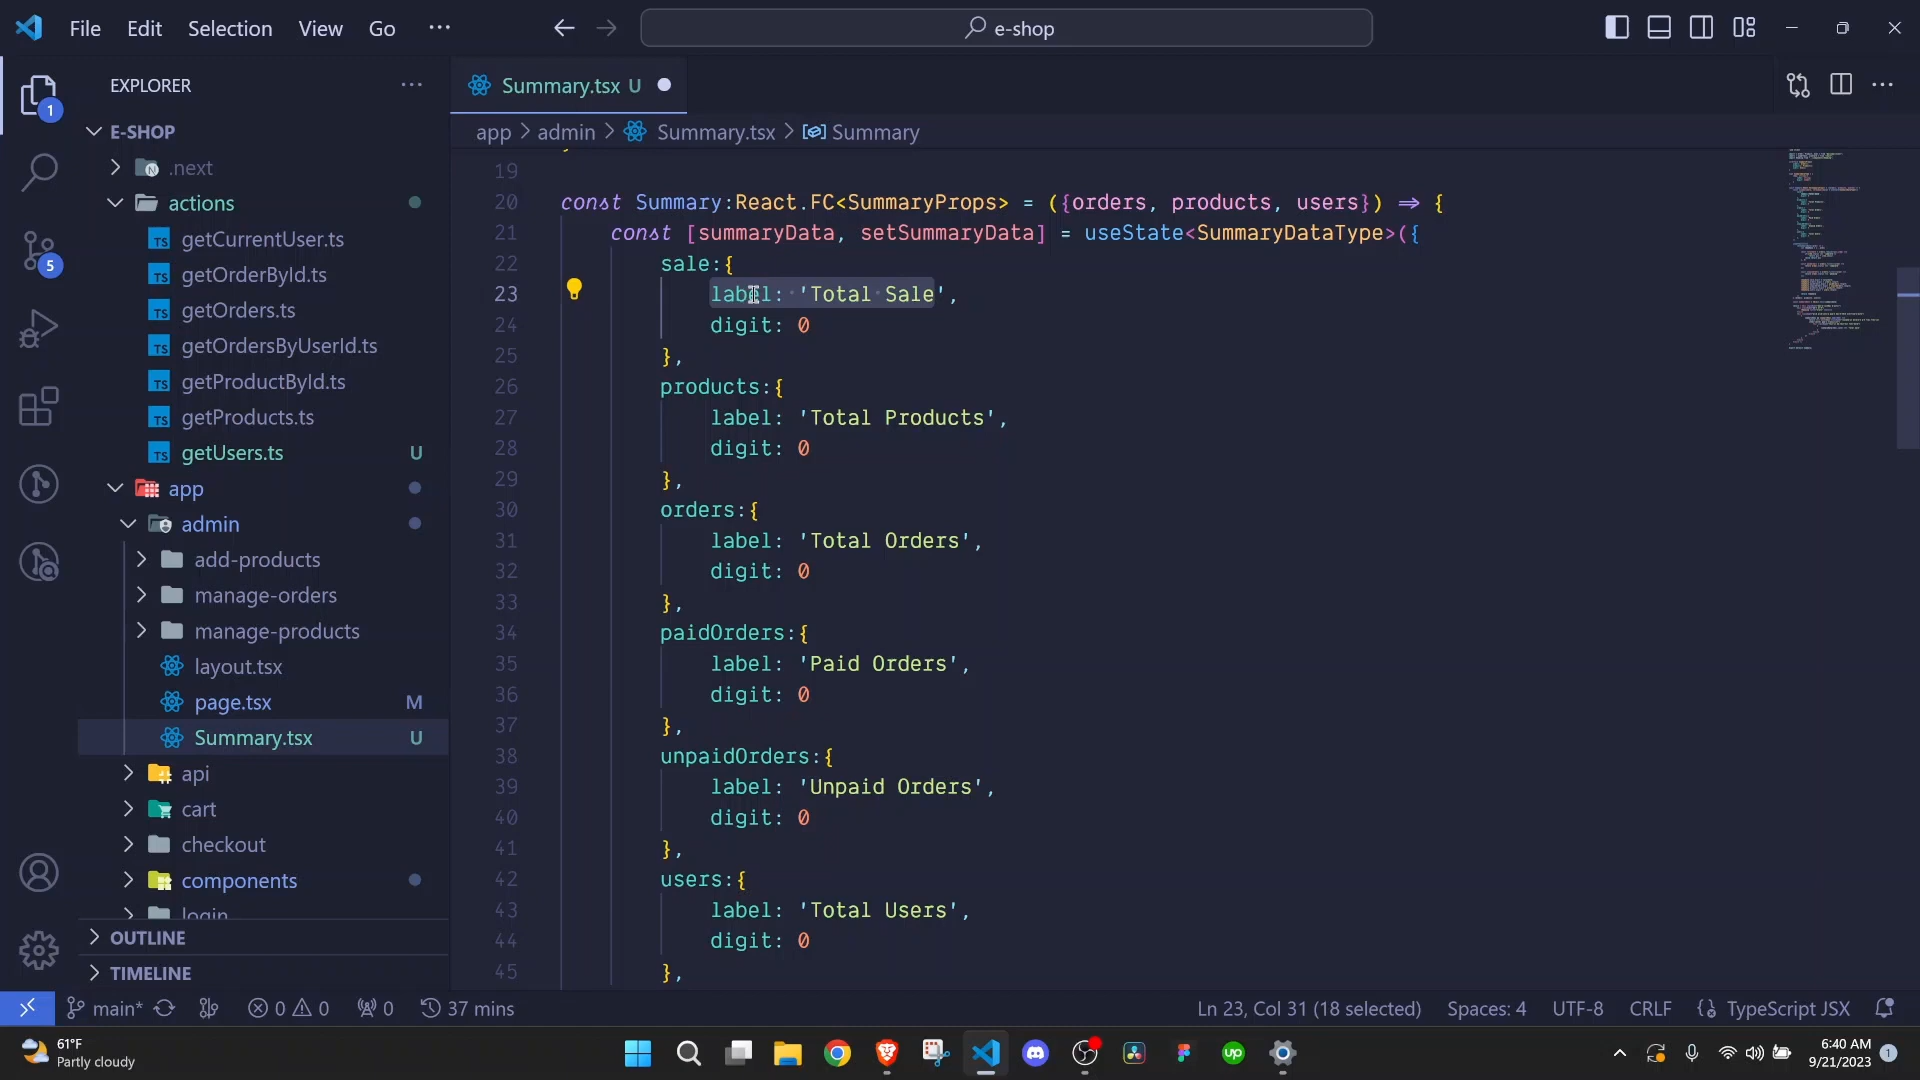 File Edit Selection View Go ···
e-shop
EXPLORER ···
E-SHOP
.next
actions
getCurrentUser.ts
getOrderById.ts
getOrders.ts
getOrdersByUserId.ts
getProductById.ts
getProducts.ts
getUsers.ts U
app
admin
add-products
manage-orders
manage-products
layout.tsx
page.tsx M
Summary.tsx U
api
cart
checkout
components
login
OUTLINE
TIMELINE
1
5
Summary.tsx U
app > admin > Summary.tsx > Summary
19
20 const Summary:React.FC<SummaryProps> = ({orders, products, users}) => {
21 const [summaryData, setSummaryData] = useState<SummaryDataType>({
22 sale:{
23 label: 'Total Sale',
24 digit: 0
25 },
26 products:{
27 label: 'Total Products',
28 digit: 0
29 },
30 orders:{
31 label: 'Total Orders',
32 digit: 0
33 },
34 paidOrders:{
35 label: 'Paid Orders',
36 digit: 0
37 },
38 unpaidOrders:{
39 label: 'Unpaid Orders',
40 digit: 0
41 },
42 users:{
43 label: 'Total Users',
44 digit: 0
45 },
main* 0 0 0 37 mins Ln 23, Col 31 (18 selected) Spaces: 4 UTF-8 CRLF {} TypeScript JSX
61°F
Partly cloudy
up
6:40 AM
9/21/2023
1